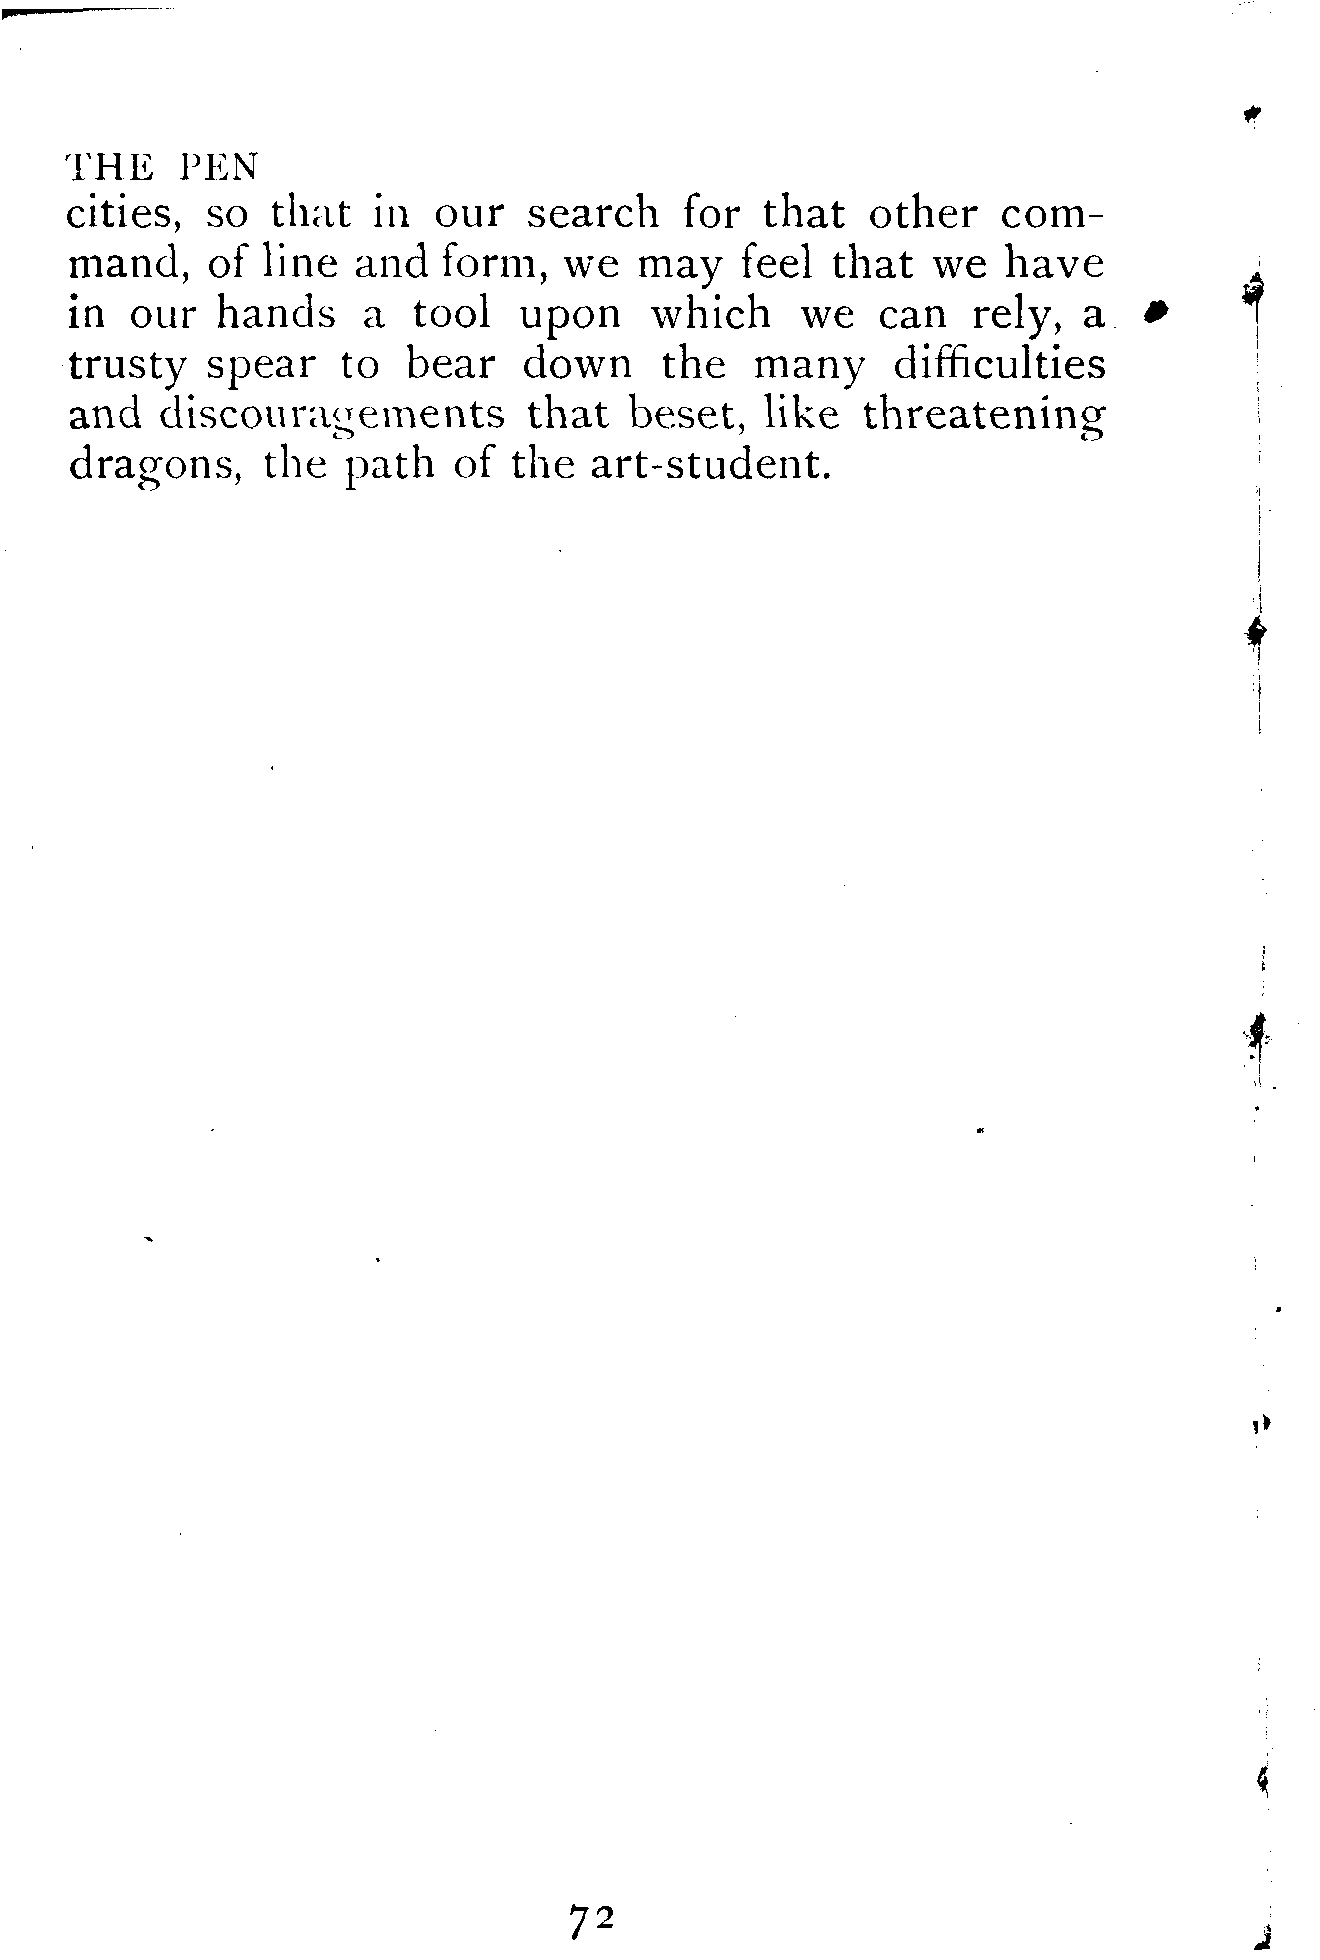 THE PEN
cities, so that in our search for that other com-
mand, of line and form, we may feel that we have
in our hands a tool upon which we can rely, a
trusty spear to bear down the many difficulties
and discouragements that beset, like threatening
dragons, the path of the art-student.
72